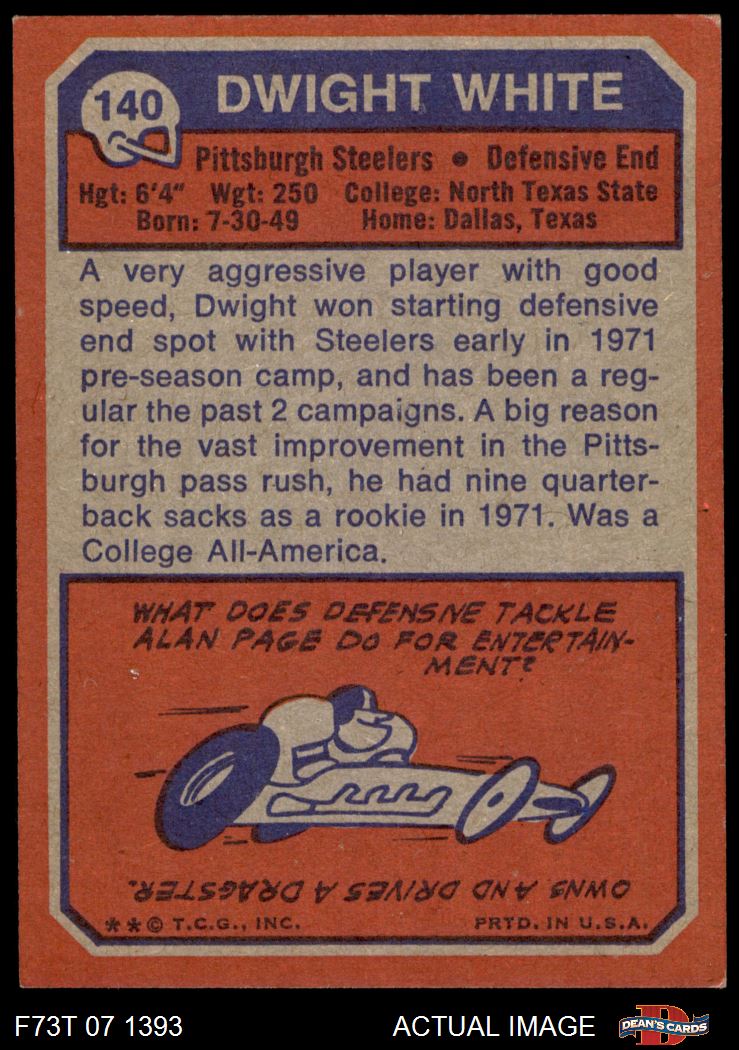 140
DWIGHT WHITE
Pittsburgh Steelers • Defensive End
Hgt: 6'4" Wgt: 250 College: North Texas State
Born: 7-30-49 Home: Dallas, Texas
A very aggressive player with good
speed, Dwight won starting defensive
end spot with Steelers early in 1971
pre-season camp, and has been a reg-
ular the past 2 campaigns. A big reason
for the vast improvement in the Pitts-
burgh pass rush, he had nine quarter-
back sacks as a rookie in 1971. Was a
College All-America.
WHAT DOES DEFENSIVE TACKLE
ALAN PAGE DO FOR ENTERTAIN-
MENT?
OWNS AND DRIVES A DRAGSTER.
**© T.C.G., INC. PRTD. IN U.S.A.
F73T 07 1393
ACTUAL IMAGE
D
DEAN'S CARDS